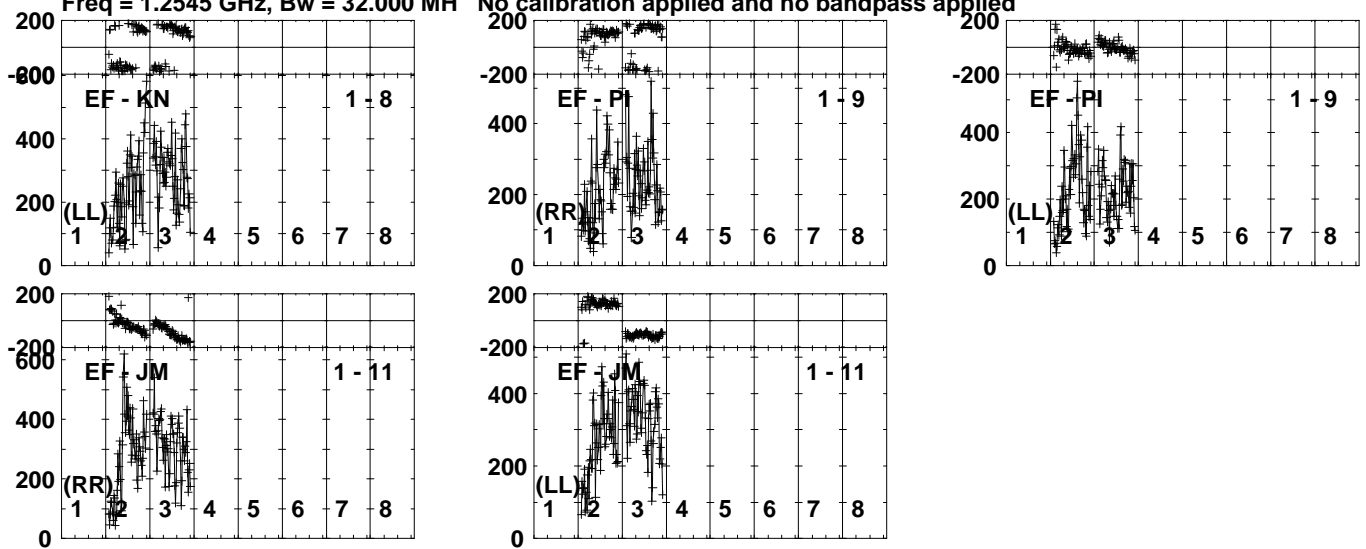 Freq = 1.2545 GHz, Bw = 32.000 MH No calibration applied and no bandpass applied
200
-200
EF - KN 1 - 8
600
400
200
0
(LL)
1 2 3 4 5 6 7 8
200
-200
EF - PI 1 - 9
400
200
0
(RR)
1 2 3 4 5 6 7 8
200
-200
EF - PI 1 - 9
400
200
0
(LL)
1 2 3 4 5 6 7 8
200
-200
EF - JM 1 - 11
600
400
200
0
(RR)
1 2 3 4 5 6 7 8
200
-200
EF - JM 1 - 11
400
200
0
(LL)
1 2 3 4 5 6 7 8